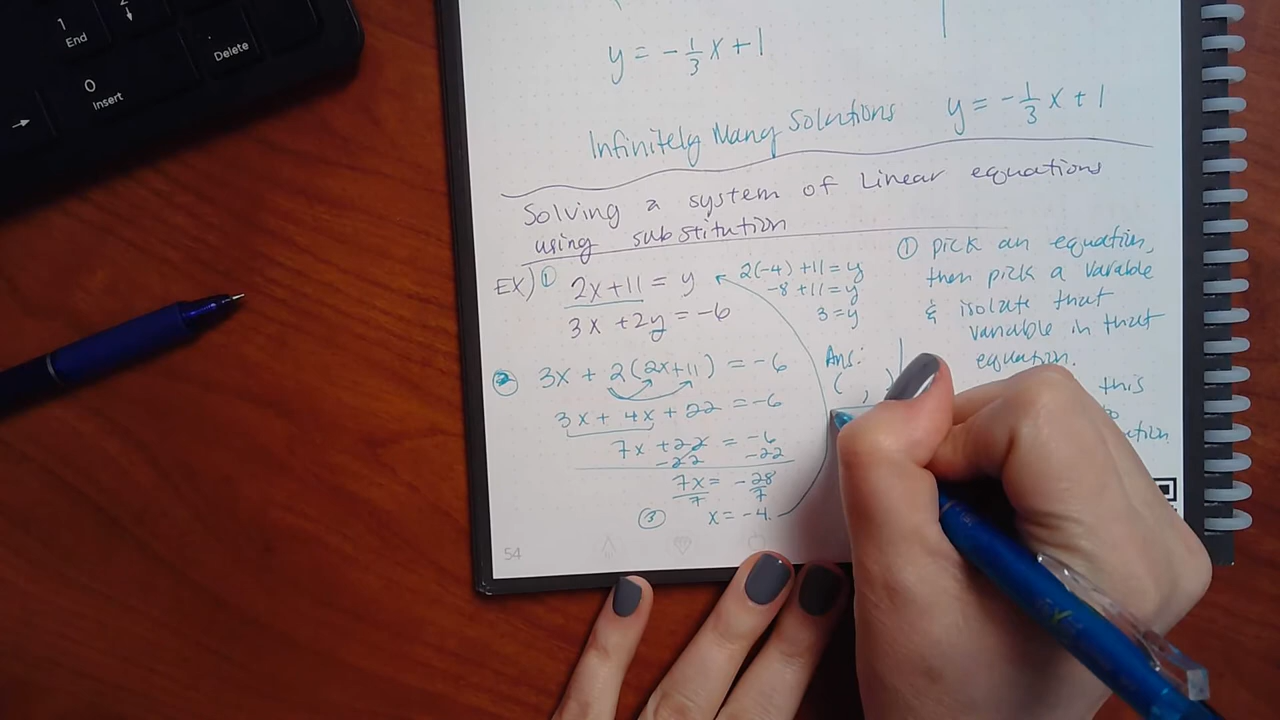 1
End
2
Delete
0
Insert
y = -1/3 x + 1
y = -1/3 x + 1
Infinitely Many Solutions
Solving a system of Linear equations
using substitution
EX) ① 2x + 11 = y
3x + 2y = -6
2(-4) + 11 = y
-8 + 11 = y
3 = y
Ans:
( , )
② 3x + 2(2x + 11) = -6
3x + 4x + 22 = -6
7x + 22 = -6
-22 -22
7x = -28
7 7
③ x = -4
① pick an equation,
then pick a variable
& isolate that
variable in that
equation.
this
54